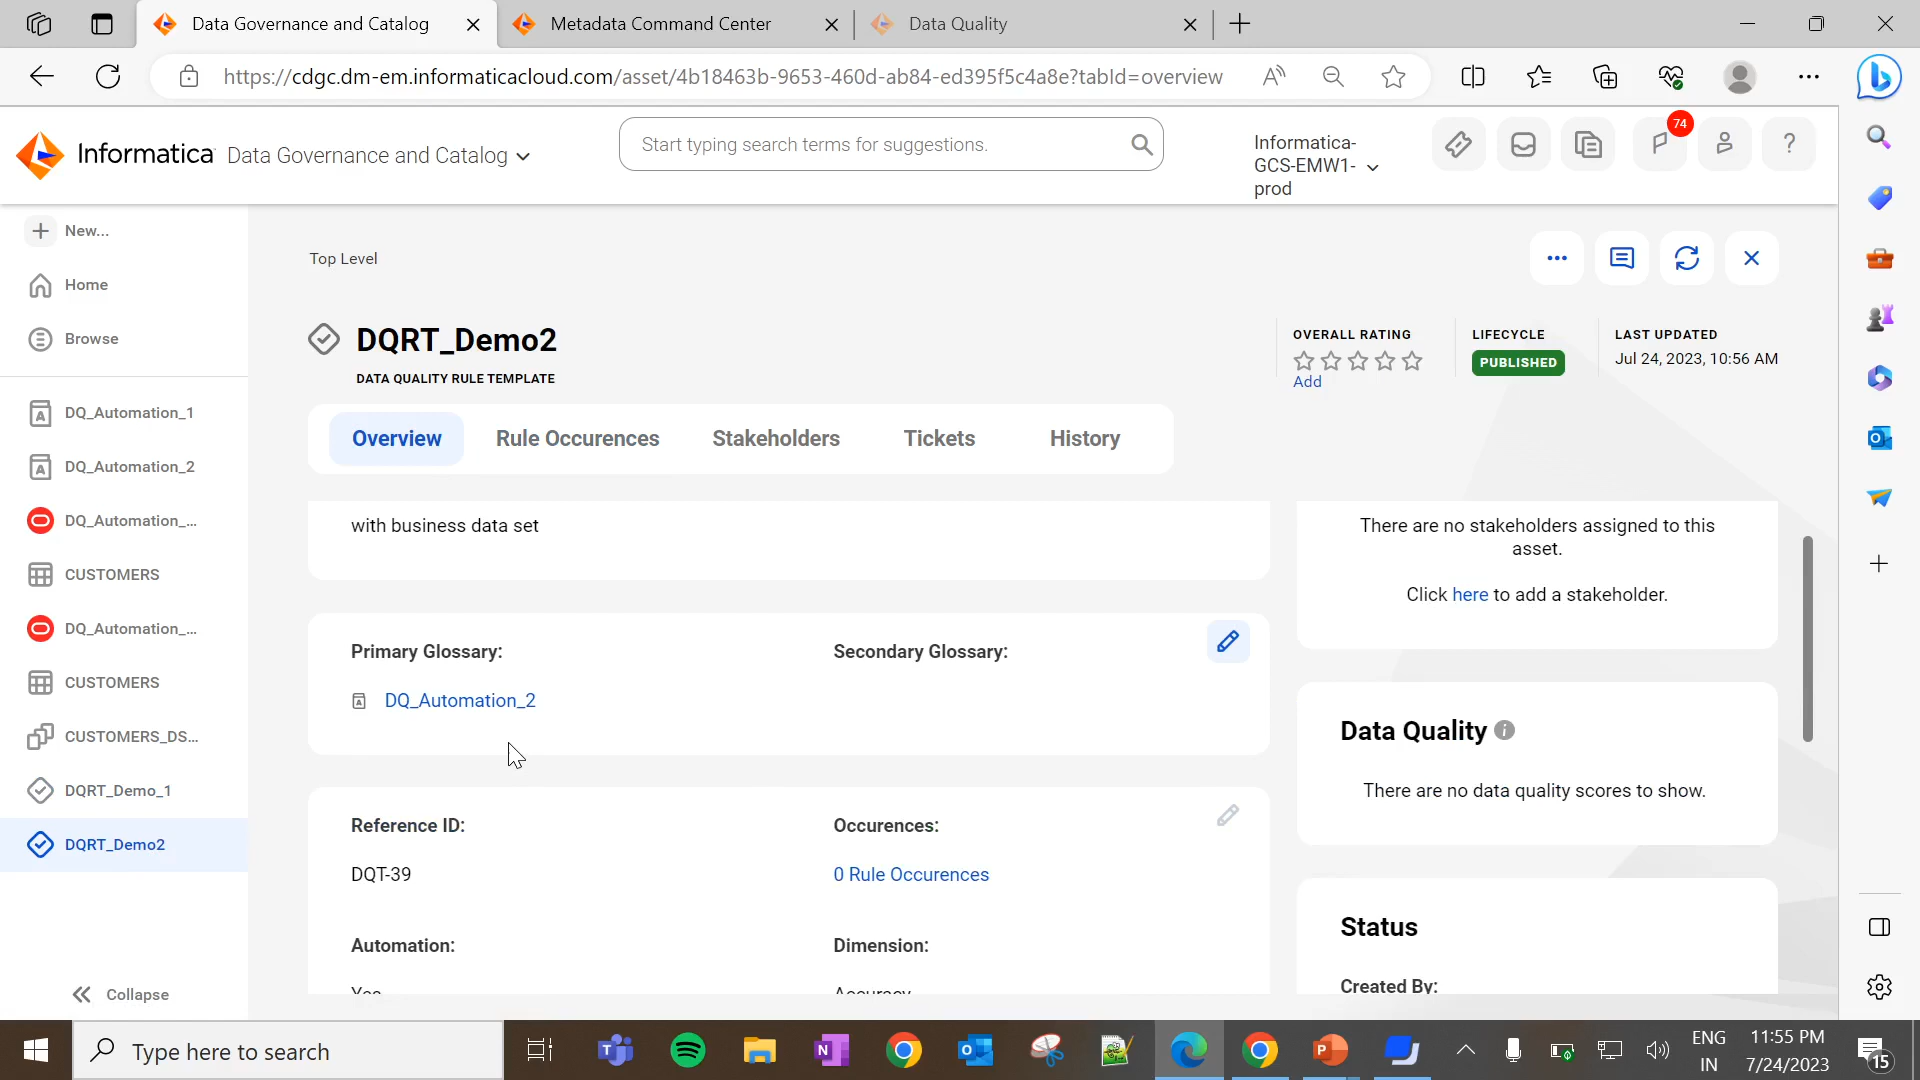 Data Governance and Catalog
Metadata Command Center
Data Quality
https://cdgc.dm-em.informaticacloud.com/asset/4b18463b-9653-460d-ab84-ed395f5c4a8e?tabId=overview
Informatica Data Governance and Catalog
Start typing search terms for suggestions.
Informatica-
GCS-EMW1-
prod
74
?
New...
Home
Browse
DQ_Automation_1
DQ_Automation_2
DQ_Automation_...
CUSTOMERS
DQ_Automation_...
CUSTOMERS
CUSTOMERS_DS...
DQRT_Demo_1
DQRT_Demo2
Collapse
Top Level
DQRT_Demo2
DATA QUALITY RULE TEMPLATE
OVERALL RATING
Add
LIFECYCLE
PUBLISHED
LAST UPDATED
Jul 24, 2023, 10:56 AM
Overview
Rule Occurences
Stakeholders
Tickets
History
with business data set
Primary Glossary:
DQ_Automation_2
Secondary Glossary:
Reference ID:
DQT-39
Occurences:
0 Rule Occurences
Automation:
Yes
Dimension:
Accuracy
There are no stakeholders assigned to this
asset.
Click here to add a stakeholder.
Data Quality
There are no data quality scores to show.
Status
Created By:
Type here to search
ENG
IN
11:55 PM
7/24/2023
15